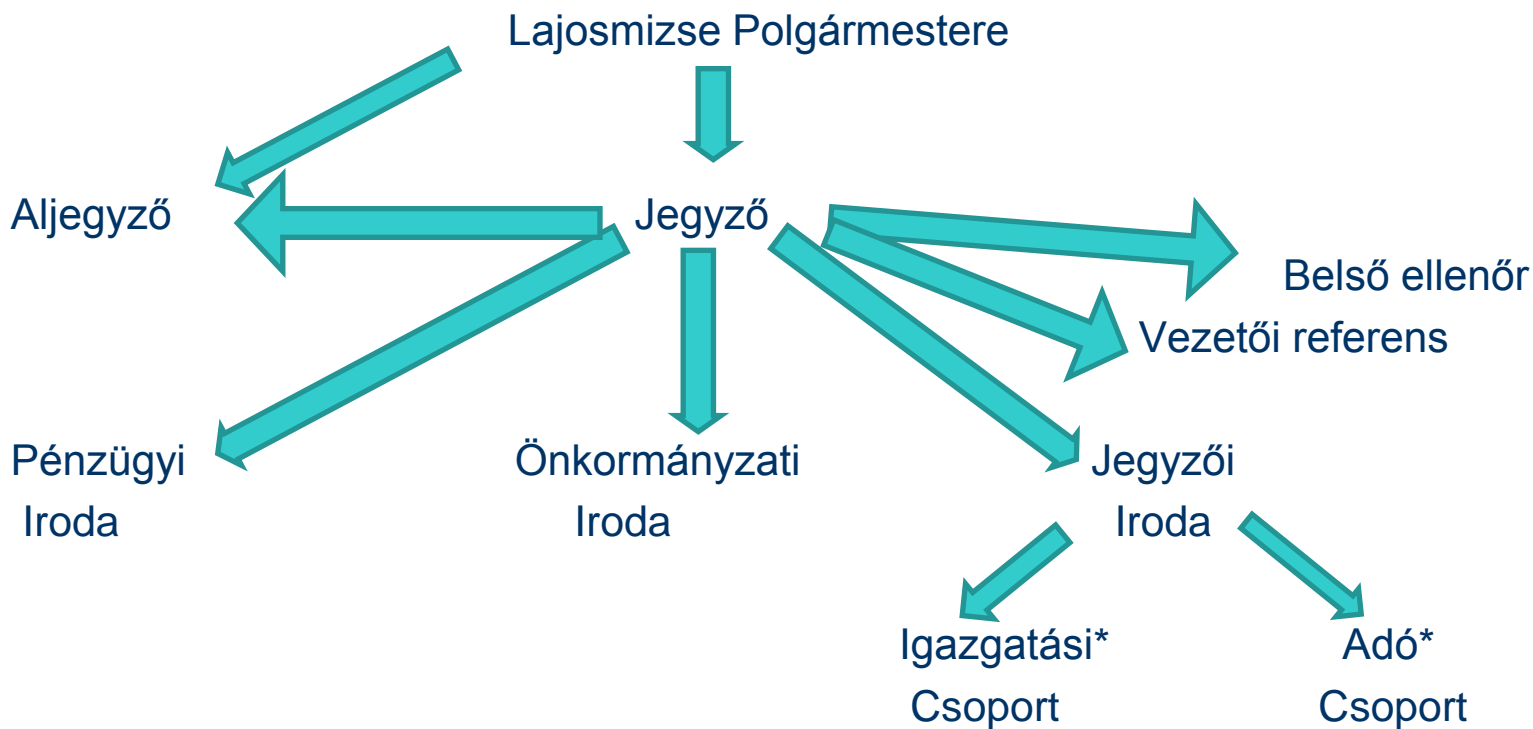 Lajosmizse Polgármestere
Aljegyző
Jegyző
Belső ellenőr
Vezetői referens
Pénzügyi
Iroda
Önkormányzati
Iroda
Jegyzői
Iroda
Igazgatási*
Csoport
Adó*
Csoport